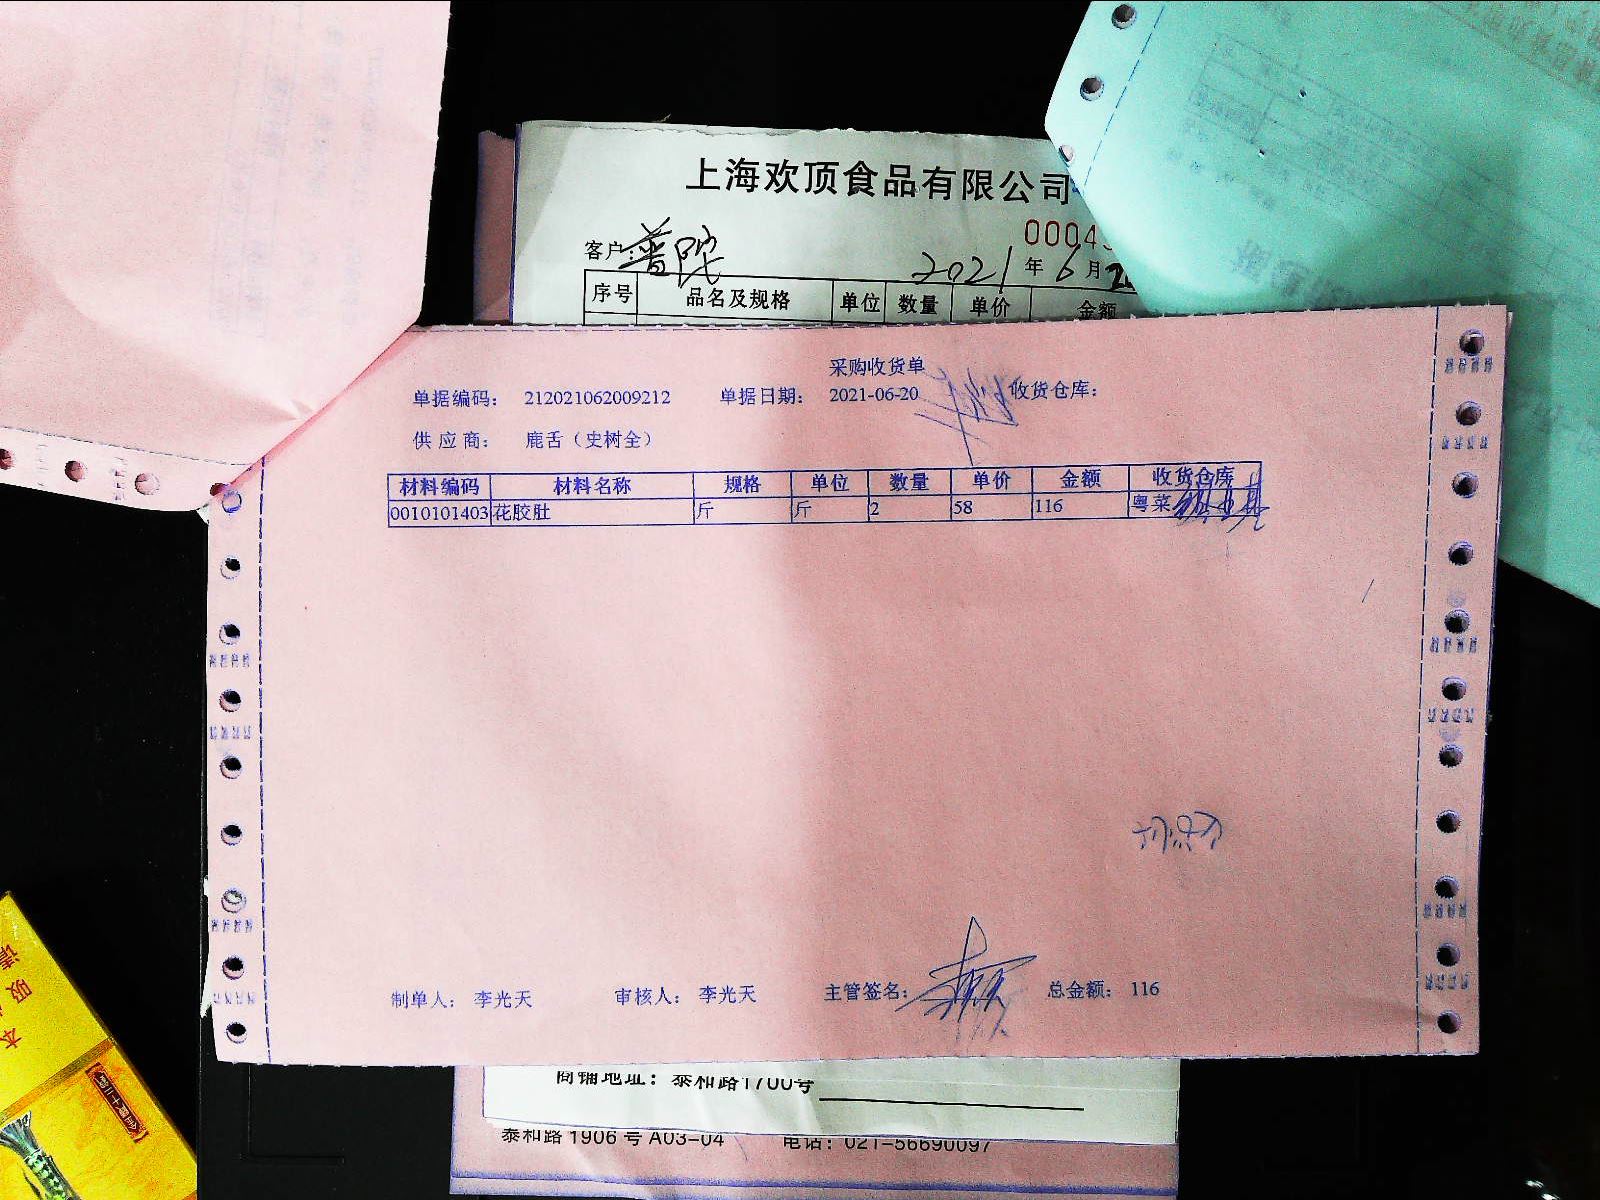 上海欢顶食品有限公司
00043
客户:普陀 2021年6月20
序号 品名及规格 单位 数量 单价 金额
采购收货单
单据编码: 212021062009212 单据日期: 2021-06-20 收货仓库:
供应商: 鹿舌（史树全）
材料编码 材料名称 规格 单位 数量 单价 金额 收货仓库
0010101403 花胶肚 斤 斤 2 58 116 粤菜
制单人: 李光天 审核人: 李光天 主管签名: 总金额: 116
商铺地址: 泰和路1700号
泰和路1906号A03-04 电话: 021-56690097